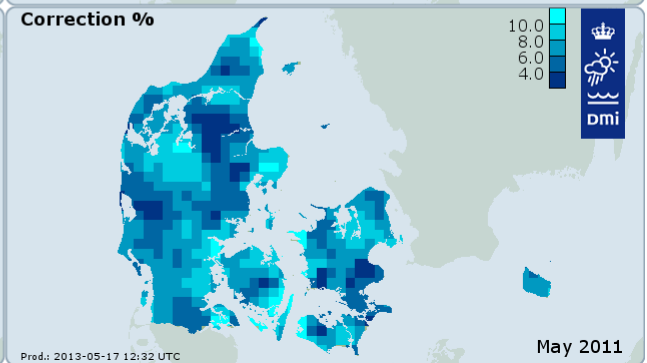 Correction %
10.0
8.0
6.0
4.0
DMi
May 2011
Prod.: 2013-05-17 12:32 UTC